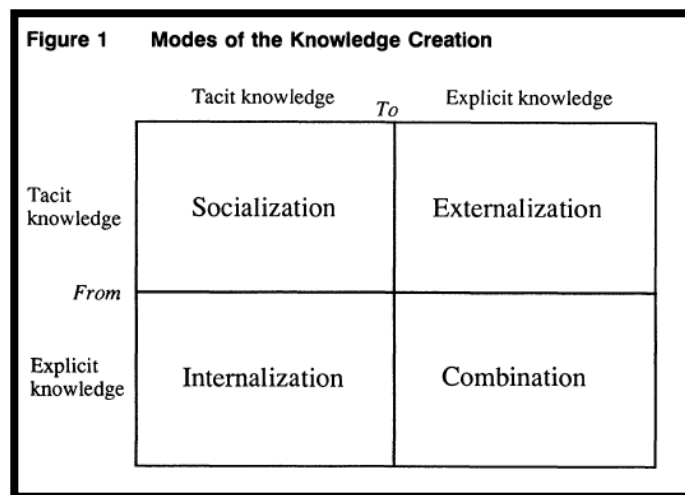 Figure 1 Modes of the Knowledge Creation
Tacit knowledge To Explicit knowledge
Tacit
knowledge
Socialization Externalization
From
Explicit
knowledge
Internalization Combination